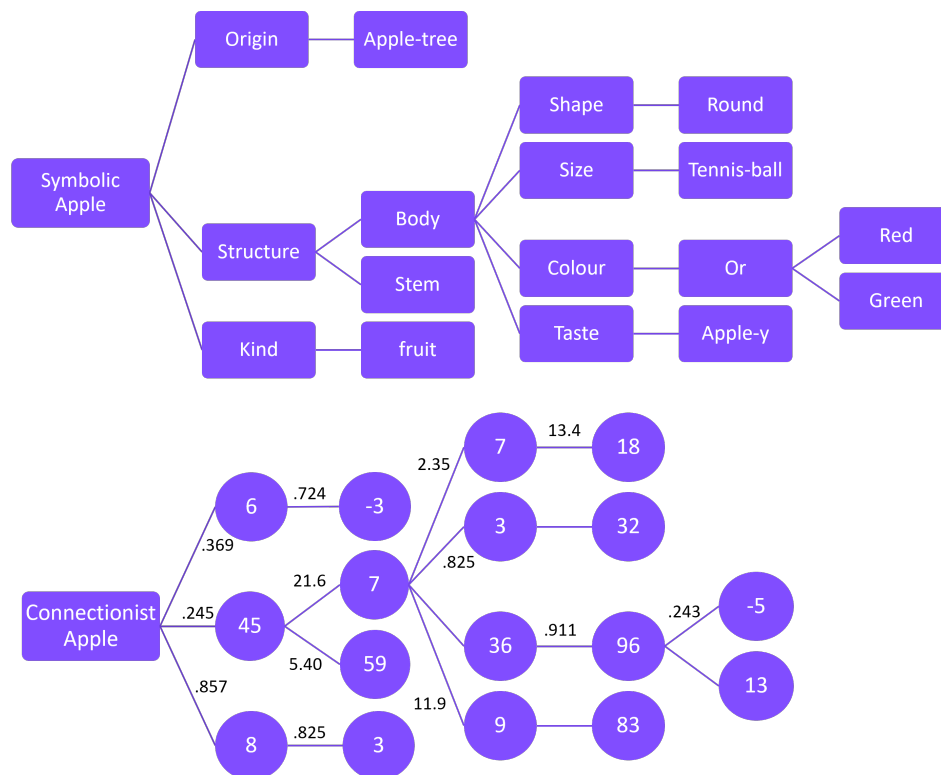 Origin
Apple-tree
Shape
Round
Symbolic
Apple
Size
Tennis-ball
Structure
Body
Red
Stem
Colour
Or
Green
Kind
fruit
Taste
Apple-y
7
13.4
18
2.35
6
.724
-3
3
32
.369
.825
21.6
7
Connectionist
Apple
.245
45
-5
.243
36
.911
96
5.40
59
13
.857
11.9
8
.825
3
9
83